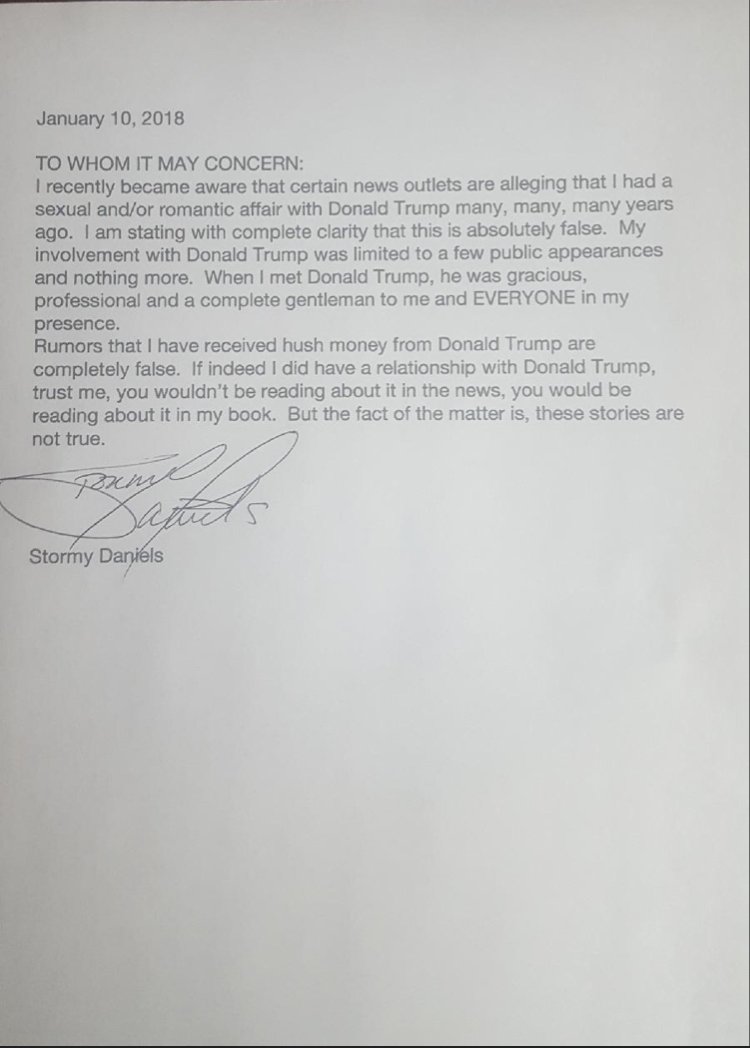 January 10, 2018
TO WHOM IT MAY CONCERN:
I recently became aware that certain news outlets are alleging that I had a
sexual and/or romantic affair with Donald Trump many, many, many years
ago.  I am stating with complete clarity that this is absolutely false.  My
involvement with Donald Trump was limited to a few public appearances
and nothing more.  When I met Donald Trump, he was gracious,
professional and a complete gentleman to me and EVERYONE in my
presence.
Rumors that I have received hush money from Donald Trump are
completely false.  If indeed I did have a relationship with Donald Trump,
trust me, you wouldn't be reading about it in the news, you would be
reading about it in my book.  But the fact of the matter is, these stories are
not true.
Stormy
Daniels
Stormy Daniels